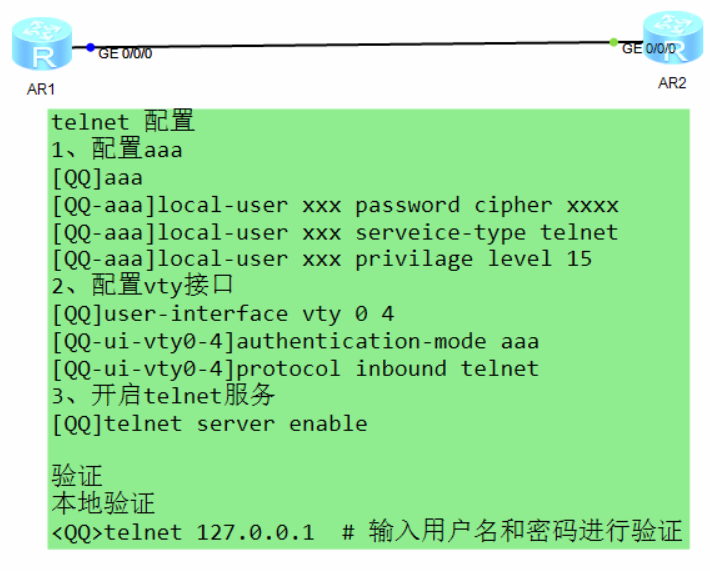 GE 0/0/0
GE 0/0/0
R
R
AR1
AR2
telnet 配置
1、配置aaa
[QQ]aaa
[QQ-aaa]local-user xxx password cipher xxxx
[QQ-aaa]local-user xxx serveice-type telnet
[QQ-aaa]local-user xxx privilage level 15
2、配置vty接口
[QQ]user-interface vty 0 4
[QQ-ui-vty0-4]authentication-mode aaa
[QQ-ui-vty0-4]protocol inbound telnet
3、开启telnet服务
[QQ]telnet server enable
验证
本地验证
<QQ>telnet 127.0.0.1  # 输入用户名和密码进行验证